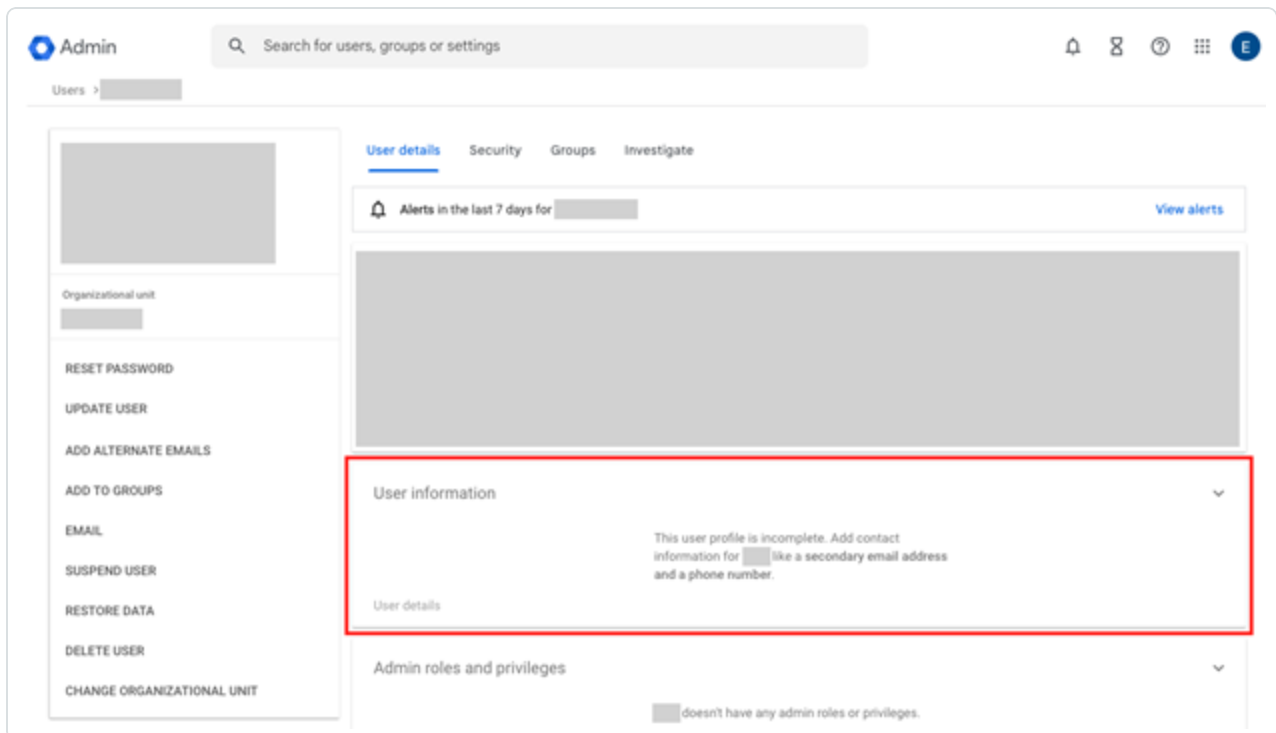 Admin
Search for users, groups or settings
E
Users >
User details Security Groups Investigate
Alerts in the last 7 days for
View alerts
Organizational unit
RESET PASSWORD
UPDATE USER
ADD ALTERNATE EMAILS
ADD TO GROUPS
EMAIL
SUSPEND USER
RESTORE DATA
DELETE USER
CHANGE ORGANIZATIONAL UNIT
User information
This user profile is incomplete. Add contact
information for like a secondary email address
and a phone number.
User details
Admin roles and privileges
doesn't have any admin roles or privileges.